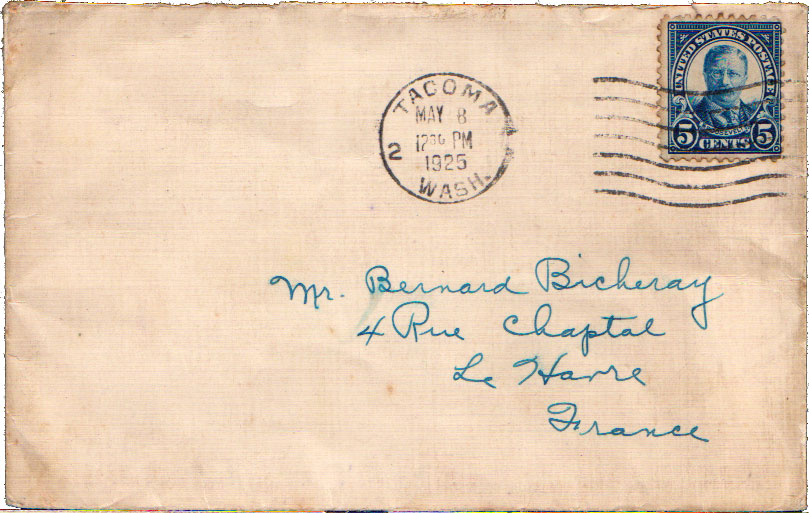 UNITED STATES POSTAGE
ROOSEVELT
5 CENTS 5
TACOMA
MAY 8
12 30 PM
1925
WASH.
2
Mr. Bernard Bicheray
4 Rue Chaptal
Le Havre
France